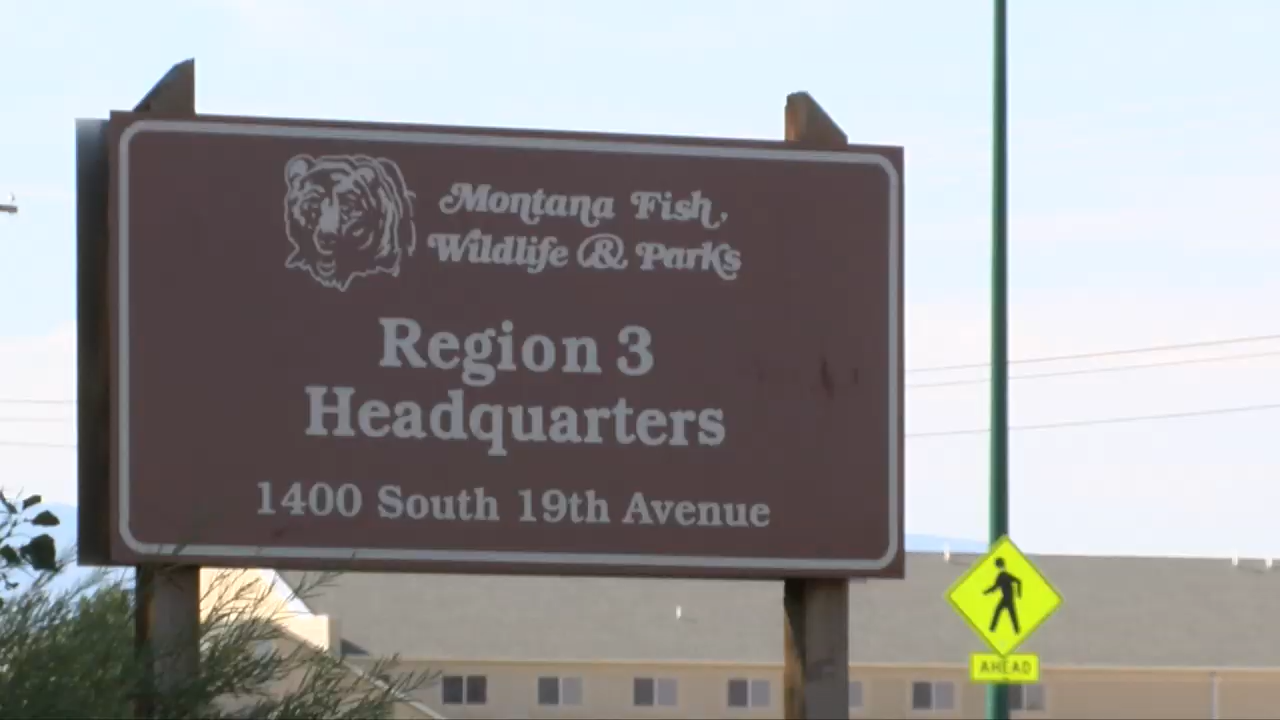 Montana Fish,
Wildlife & Parks
Region 3
Headquarters
1400 South 19th Avenue
AHEAD